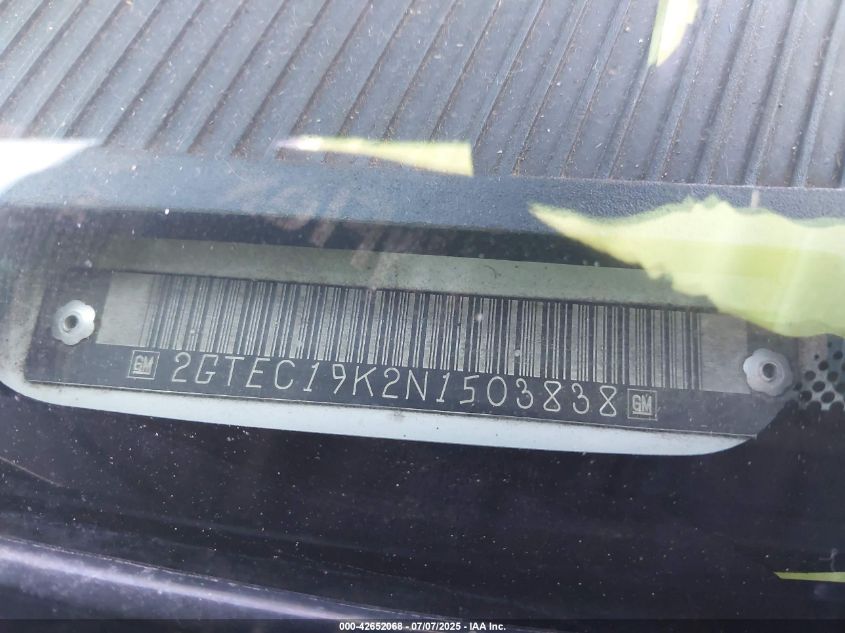 GM 2GTEC19K2N1503838 GM
000-42652068 - 07/07/2025 - IAA Inc.